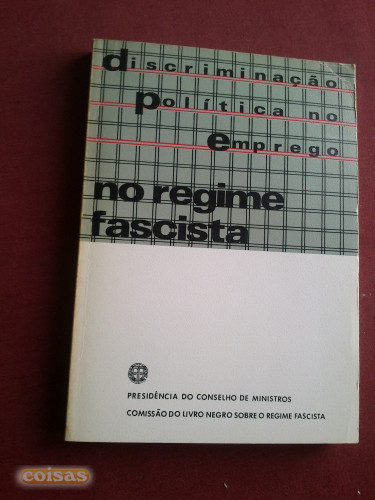 discriminação
política no
emprego
no regime
fascista
PRESIDÊNCIA DO CONSELHO DE MINISTROS
COMISSÃO DO LIVRO NEGRO SOBRE O REGIME FASCISTA
coisas